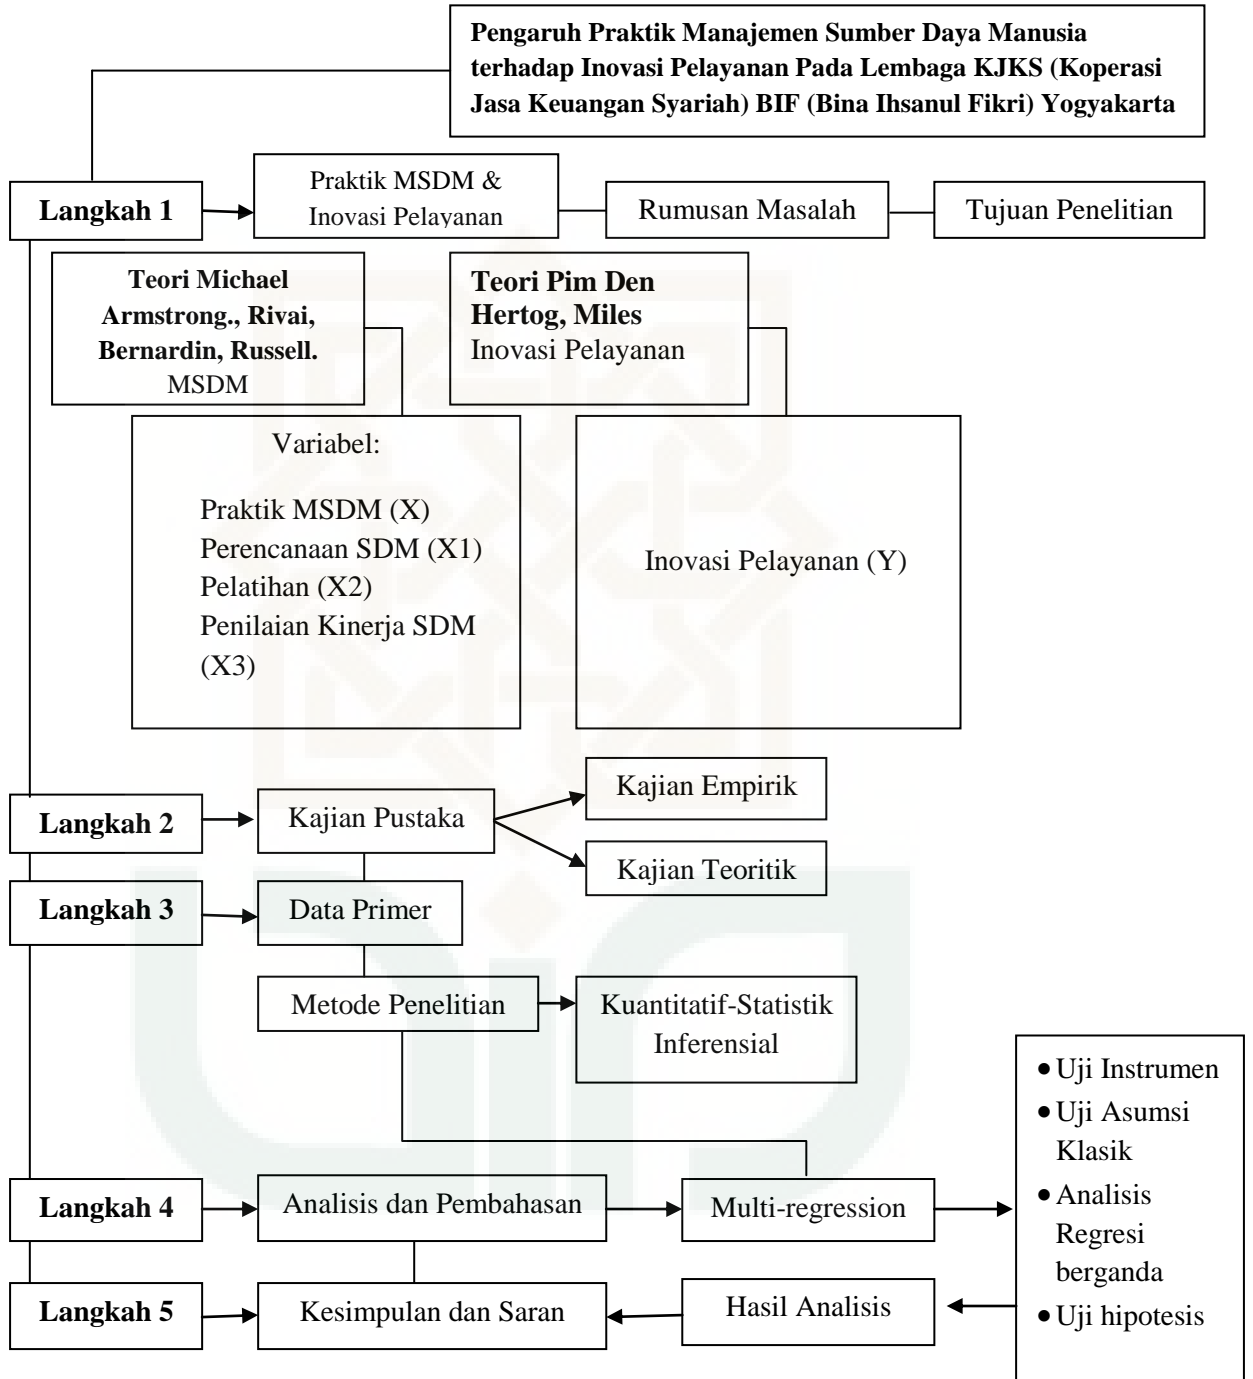 Pengaruh Praktik Manajemen Sumber Daya Manusia
terhadap Inovasi Pelayanan Pada Lembaga KJKS (Koperasi
Jasa Keuangan Syariah) BIF (Bina Ihsanul Fikri) Yogyakarta
Langkah 1
Praktik MSDM &
Inovasi Pelayanan
Rumusan Masalah
Tujuan Penelitian
Teori Michael
Armstrong., Rivai,
Bernardin, Russell.
MSDM
Teori Pim Den
Hertog, Miles
Inovasi Pelayanan
Variabel:
Praktik MSDM (X)
Perencanaan SDM (X1)
Pelatihan (X2)
Penilaian Kinerja SDM
(X3)
Inovasi Pelayanan (Y)
Langkah 2
Kajian Pustaka
Kajian Empirik
Kajian Teoritik
Langkah 3
Data Primer
Metode Penelitian
Kuantitatif-Statistik
Inferensial
Langkah 4
Analisis dan Pembahasan
Multi-regression
• Uji Instrumen
• Uji Asumsi
Klasik
• Analisis
Regresi
berganda
• Uji hipotesis
Langkah 5
Kesimpulan dan Saran
Hasil Analisis